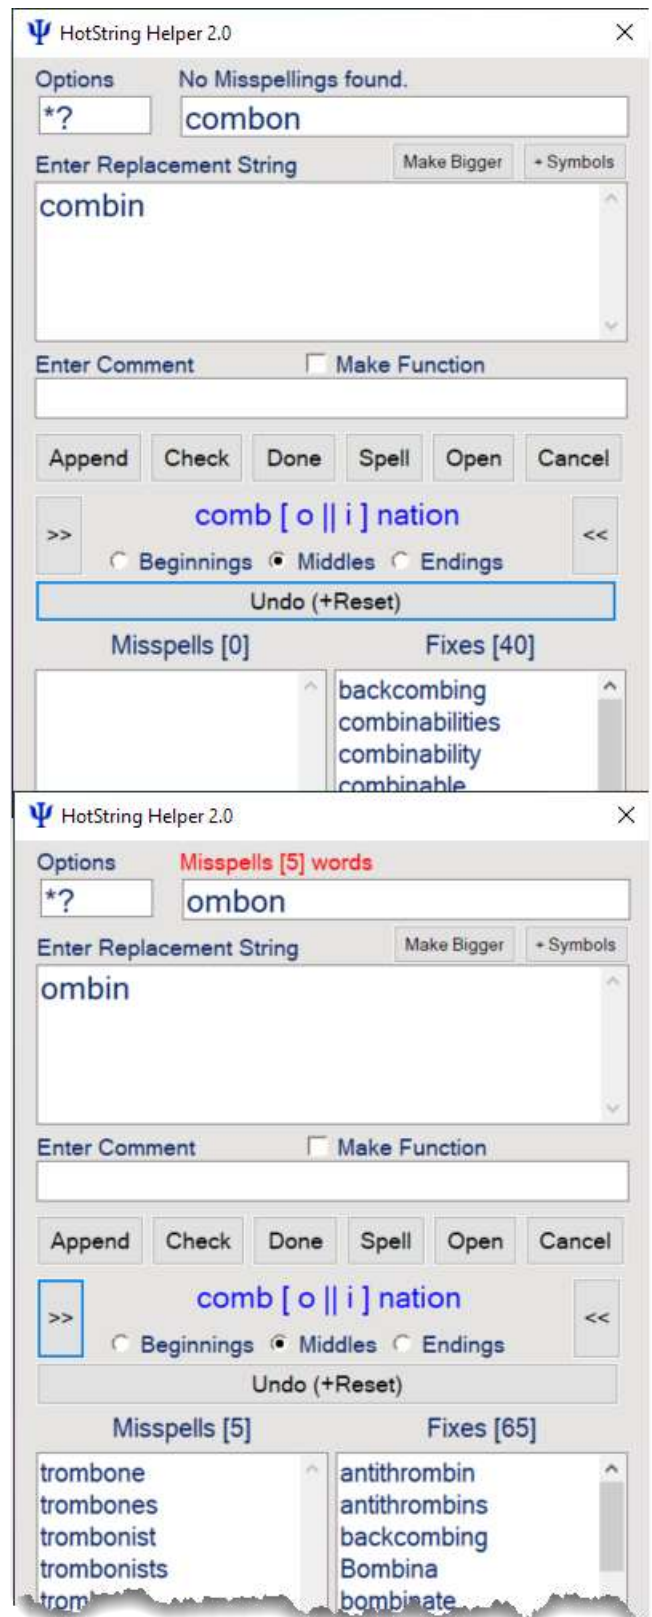 Ψ HotString Helper 2.0 ×
Options No Misspellings found.
*? combon
Enter Replacement String Make Bigger + Symbols
combin
Enter Comment Make Function
Append Check Done Spell Open Cancel
>> comb [ o || i ] nation <<
Beginnings Middles Endings
Undo (+Reset)
Misspells [0] Fixes [40]
backcombing
combinabilities
combinability
combinable
Ψ HotString Helper 2.0 ×
Options Misspells [5] words
*? ombon
Enter Replacement String Make Bigger + Symbols
ombin
Enter Comment Make Function
Append Check Done Spell Open Cancel
>> comb [ o || i ] nation <<
Beginnings Middles Endings
Undo (+Reset)
Misspells [5] Fixes [65]
trombone antithrombin
trombones antithrombins
trombonist backcombing
trombonists Bombina
bombinate